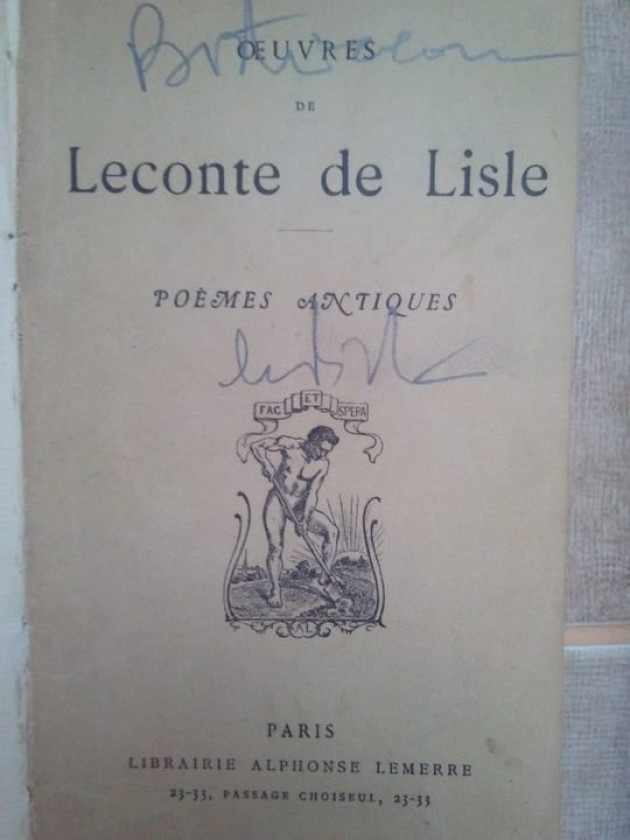 ŒUVRES
DE
Leconte de Lisle
POÈMES ANTIQUES
FAC ET SPERA
AL
PARIS
LIBRAIRIE ALPHONSE LEMERRE
23-33, PASSAGE CHOISEUL, 23-33